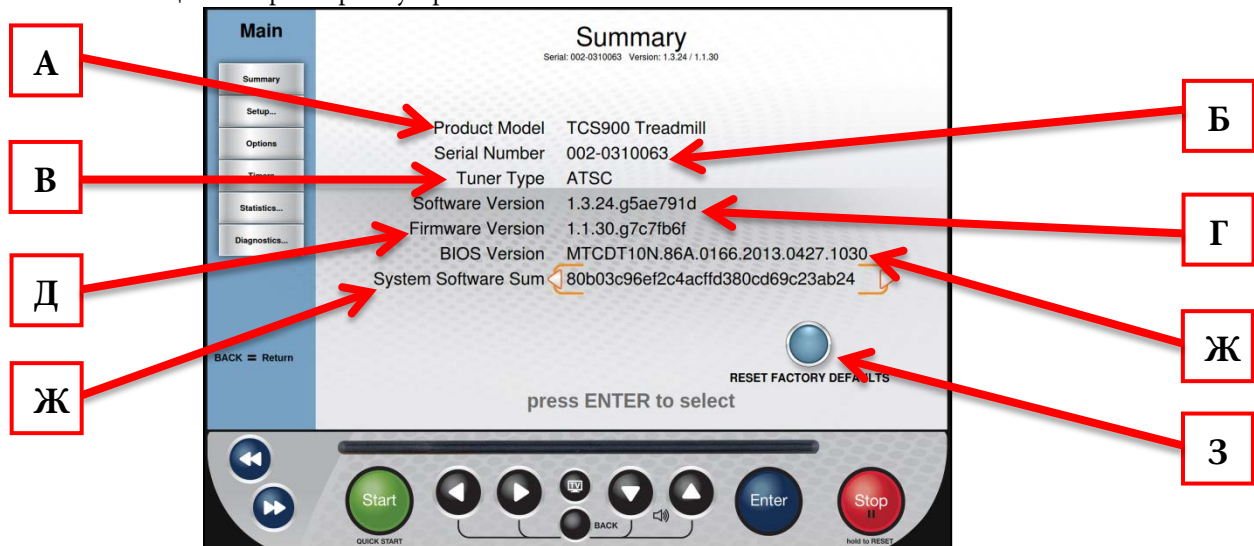 Main
Summary
Serial: 002-0310063 Version: 1.3.24 / 1.1.30
А
Summary
Setup...
Options
Statistics...
Diagnostics...
Product Model TCS900 Treadmill
Б
Serial Number 002-0310063
В
Tuner Type ATSC
Software Version 1.3.24.g5ae791d
Г
Firmware Version 1.1.30.g7c7fb6f
BIOS Version MTCDT10N.86A.0166.2013.0427.1030
Д
System Software Sum 80b03c96ef2c4acffd380cd69c23ab24
Ж
BACK = Return
RESET FACTORY DEFAULTS
Ж
press ENTER to select
З
Start
TV
Enter
Stop
BACK
QUICK START
hold to RESET